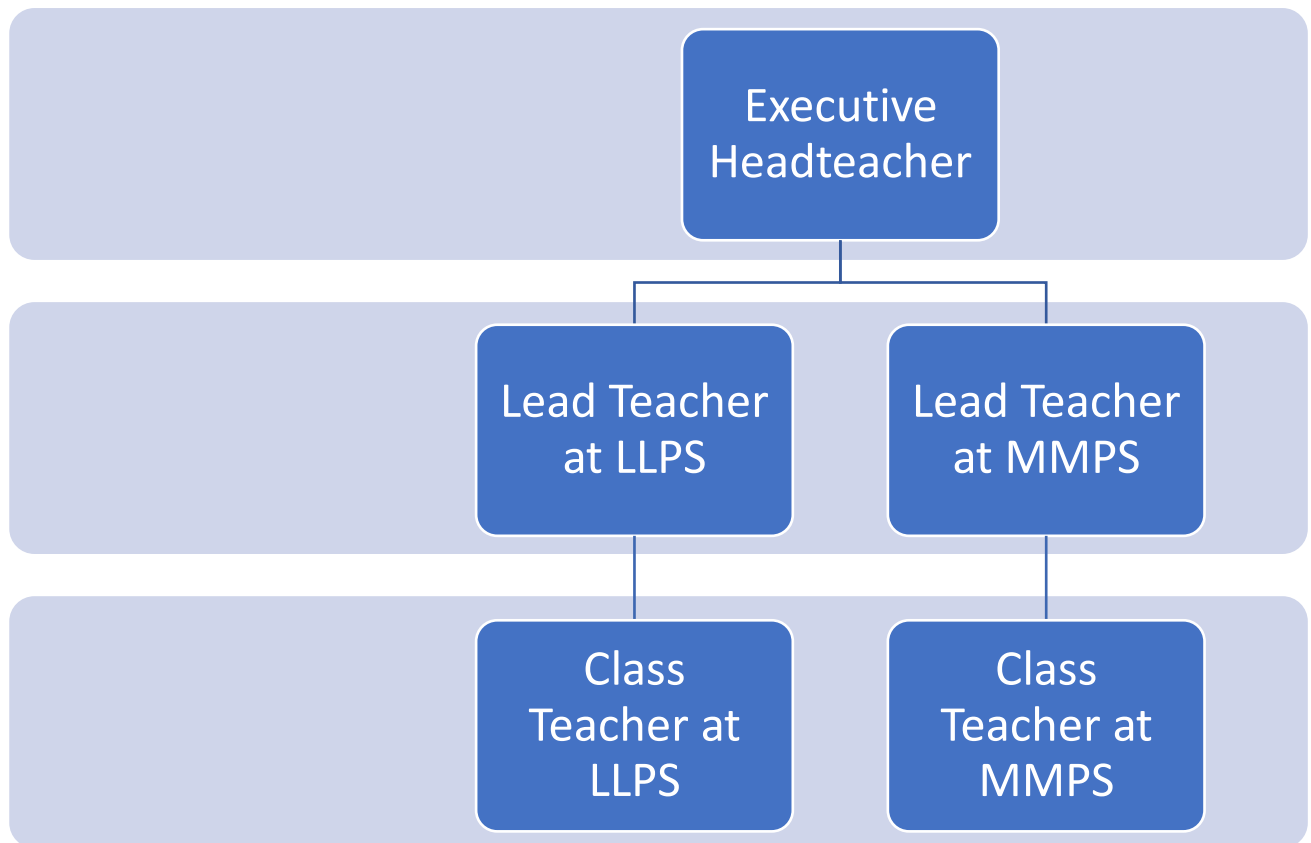 Executive
Headteacher
Lead Teacher
at LLPS
Lead Teacher
at MMPS
Class
Teacher at
LLPS
Class
Teacher at
MMPS